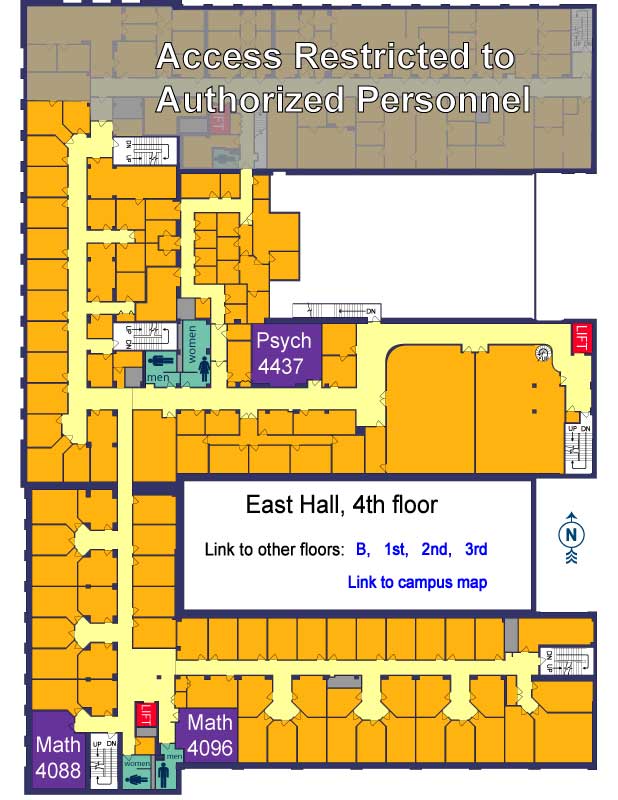 Access Restricted to
Authorized Personnel
LIFT
DN
UP
DN
UP
DN
women
men
Psych
4437
LIFT
UP DN
East Hall, 4th floor
Link to other floors: B, 1st, 2nd, 3rd
Link to campus map
N
DN
UP
LIFT
Math
4096
Math
4088
UP DN
men
women